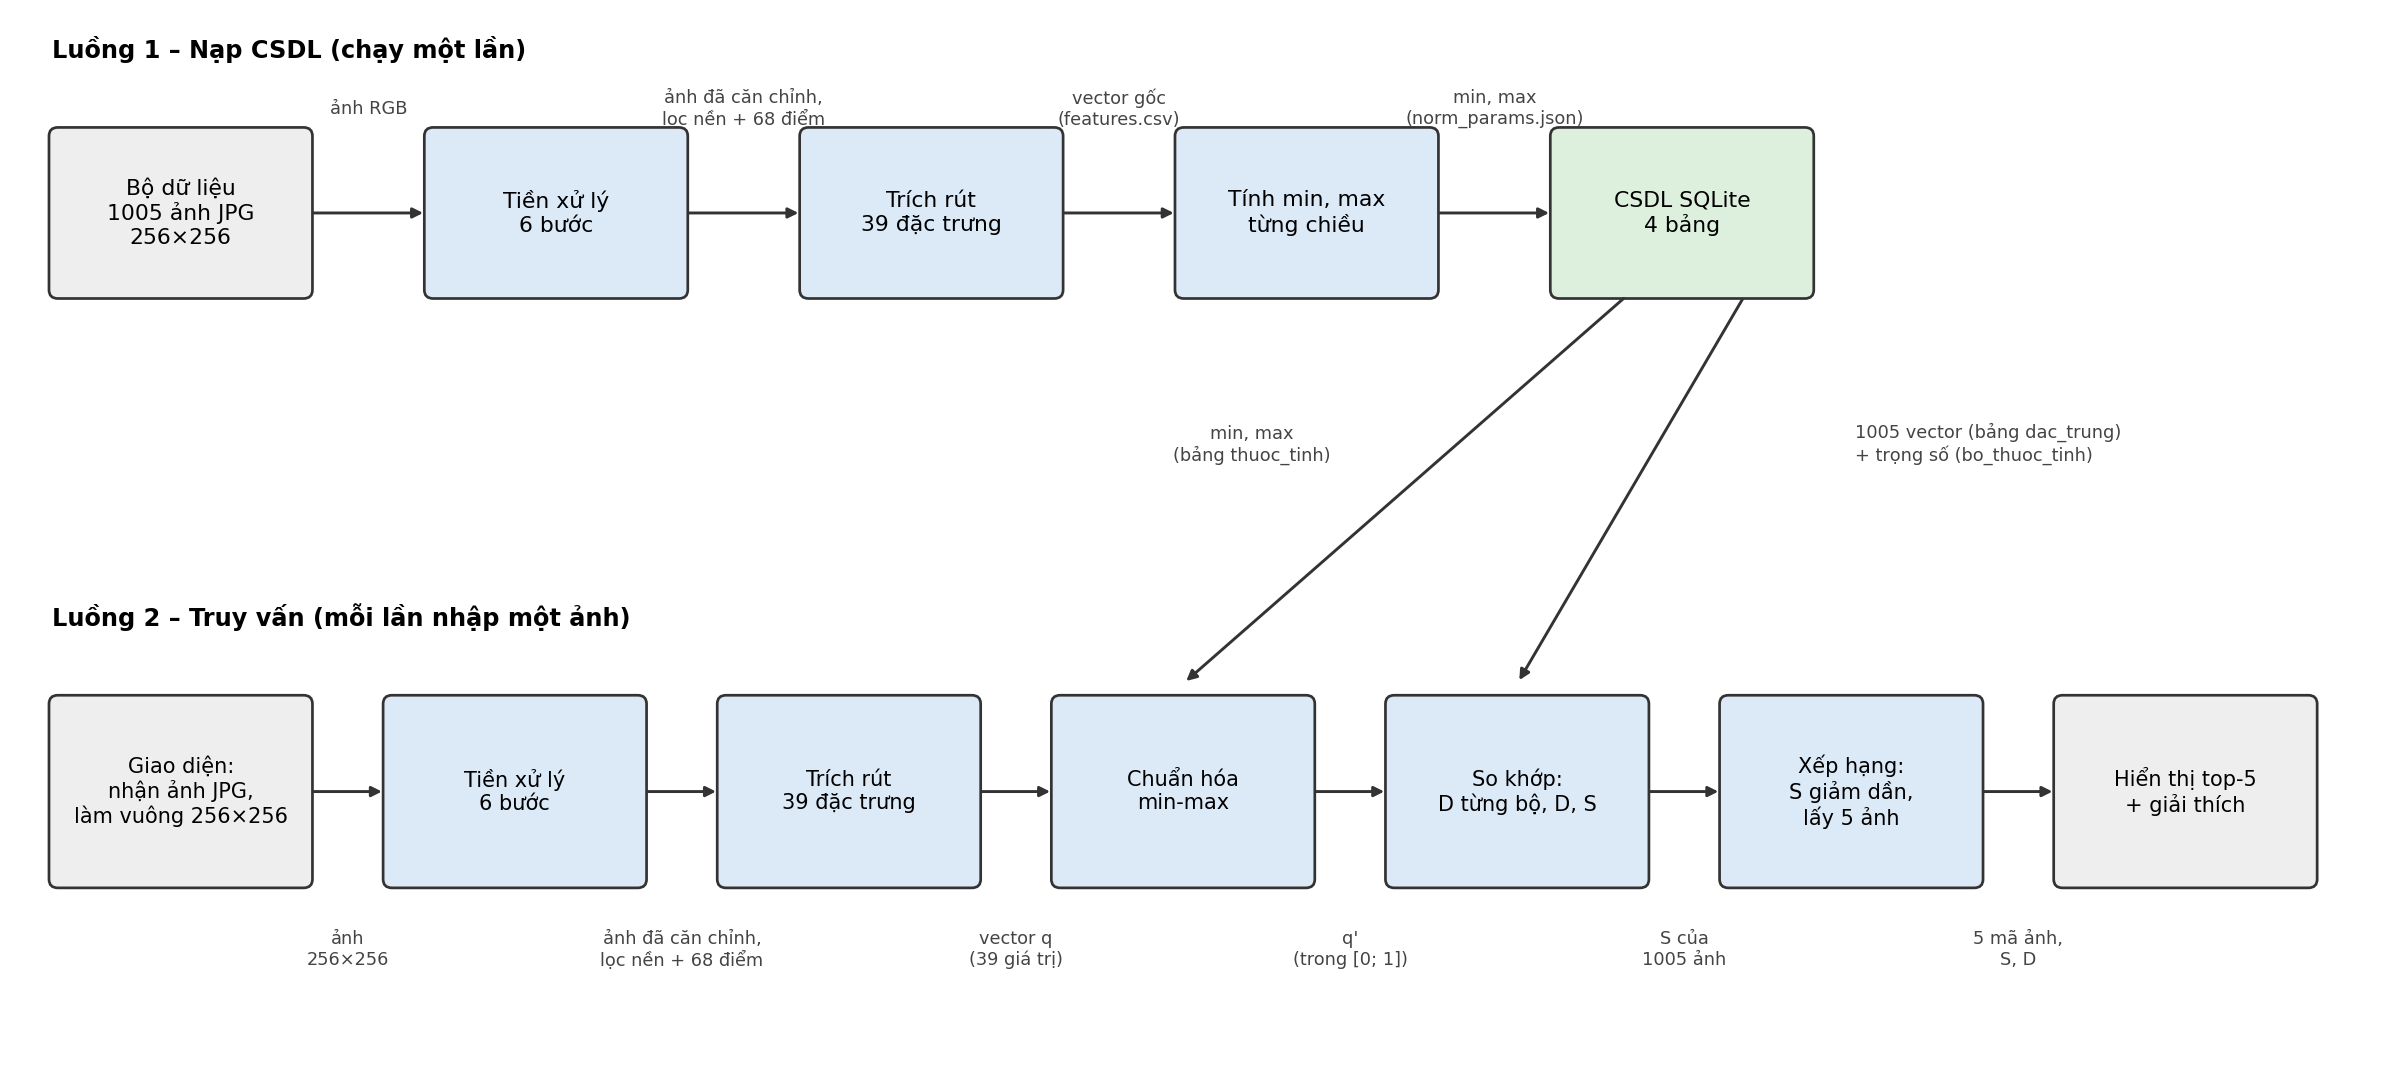 Luồng 1 – Nạp CSDL (chạy một lần)
ảnh RGB
ảnh đã căn chỉnh,
lọc nền + 68 điểm
vector gốc
(features.csv)
min, max
(norm_params.json)
Bộ dữ liệu
1005 ảnh JPG
256×256
Tiền xử lý
6 bước
Trích rút
39 đặc trưng
Tính min, max
từng chiều
CSDL SQLite
4 bảng
min, max
(bảng thuoc_tinh)
1005 vector (bảng dac_trung)
+ trọng số (bo_thuoc_tinh)
Luồng 2 – Truy vấn (mỗi lần nhập một ảnh)
Giao diện:
nhận ảnh JPG,
làm vuông 256×256
Tiền xử lý
6 bước
Trích rút
39 đặc trưng
Chuẩn hóa
min-max
So khớp:
D từng bộ, D, S
Xếp hạng:
S giảm dần,
lấy 5 ảnh
Hiển thị top-5
+ giải thích
ảnh
256×256
ảnh đã căn chỉnh,
lọc nền + 68 điểm
vector q
(39 giá trị)
q'
(trong [0; 1])
S của
1005 ảnh
5 mã ảnh,
S, D